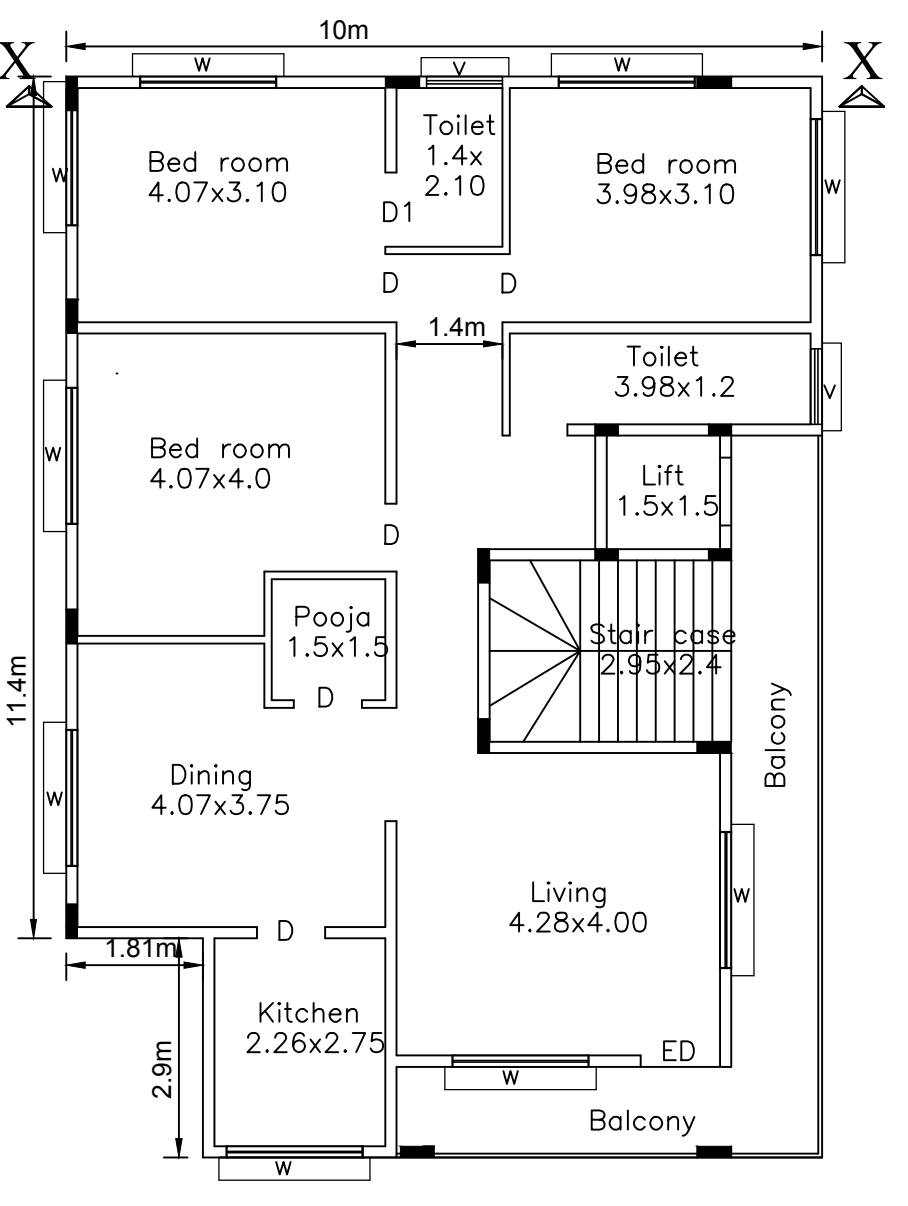 10m
X
W
V
W
X
Bed room
4.07x3.10
Toilet
1.4x
2.10
Bed room
3.98x3.10
W
W
D1
D
D
1.4m
Toilet
3.98x1.2
V
Bed room
4.07x4.0
W
Lift
1.5x1.5
D
Pooja
1.5x1.5
Stair case
2.95x2.4
D
11.4m
Balcony
Dining
4.07x3.75
W
Living
4.28x4.00
W
D
1.81m
Kitchen
2.26x2.75
ED
2.9m
W
Balcony
W